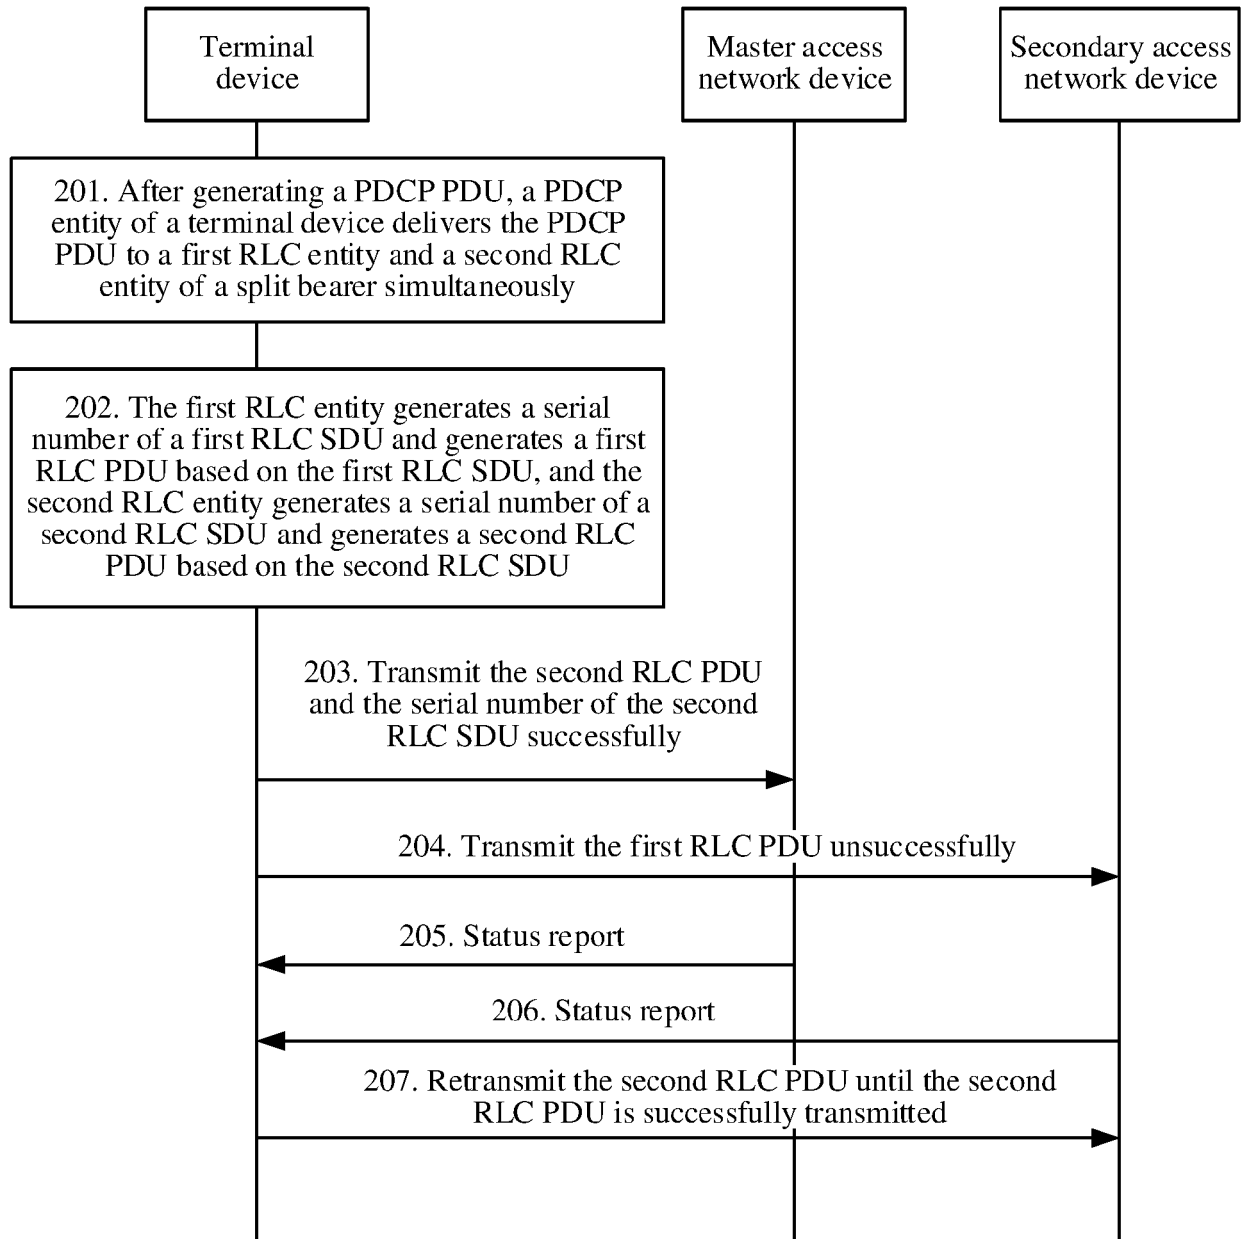 Terminal
device
Master access
network device
Secondary access
network device
201. After generating a PDCP PDU, a PDCP
entity of a terminal device delivers the PDCP
PDU to a first RLC entity and a second RLC
entity of a split bearer simultaneously
202. The first RLC entity generates a serial
number of a first RLC SDU and generates a first
RLC PDU based on the first RLC SDU, and the
second RLC entity generates a serial number of a
second RLC SDU and generates a second RLC
PDU based on the second RLC SDU
203. Transmit the second RLC PDU
and the serial number of the second
RLC SDU successfully
204. Transmit the first RLC PDU unsuccessfully
205. Status report
206. Status report
207. Retransmit the second RLC PDU until the second
RLC PDU is successfully transmitted